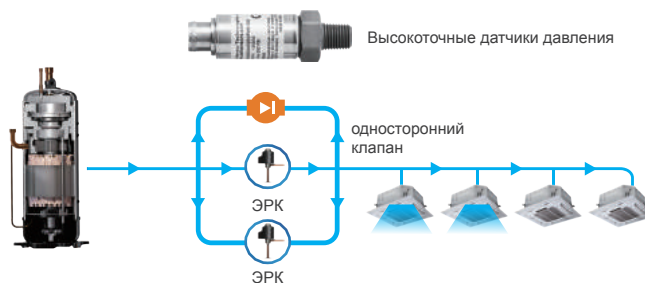 Высокоточные датчики давления
односторонний
клапан
ЭРК
ЭРК